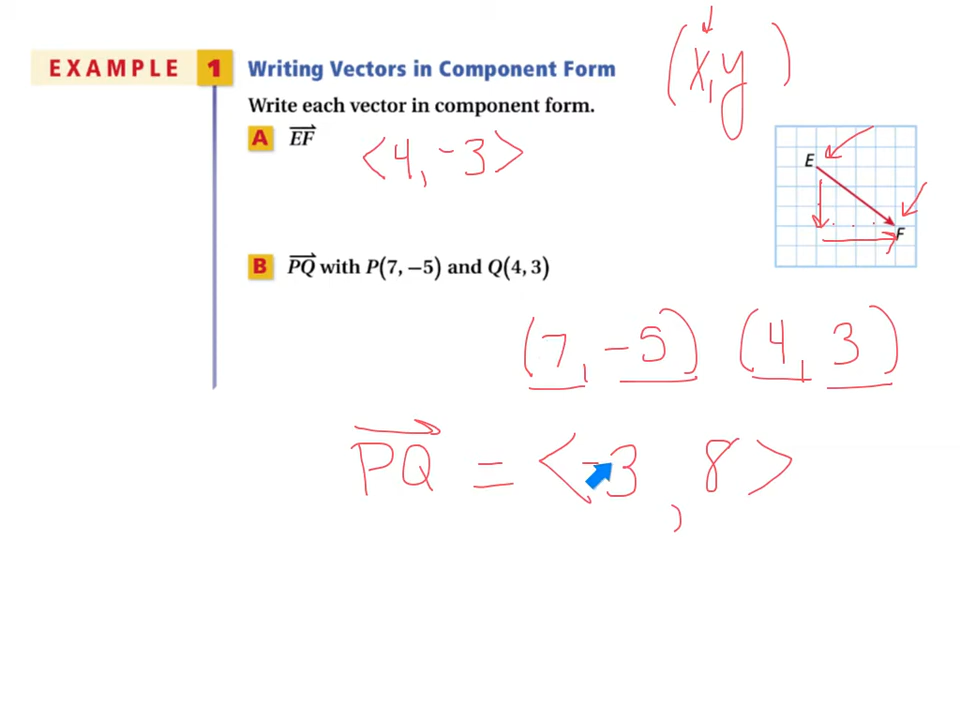 EXAMPLE 1 Writing Vectors in Component Form
(x,y)
Write each vector in component form.
A EF <4, -3>
E
F
B PQ with P(7, −5) and Q(4, 3)
(7, -5) (4, 3)
PQ = <-3, 8>